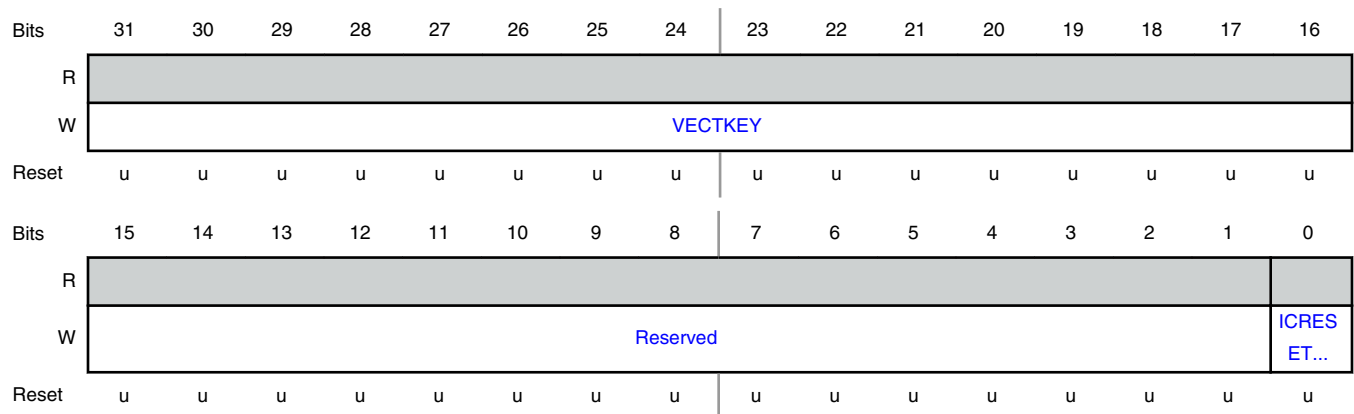 Bits 31 30 29 28 27 26 25 24 23 22 21 20 19 18 17 16
R
W VECTKEY
Reset u u u u u u u u u u u u u u u u
Bits 15 14 13 12 11 10 9 8 7 6 5 4 3 2 1 0
R
W Reserved ICRES
ET...
Reset u u u u u u u u u u u u u u u u